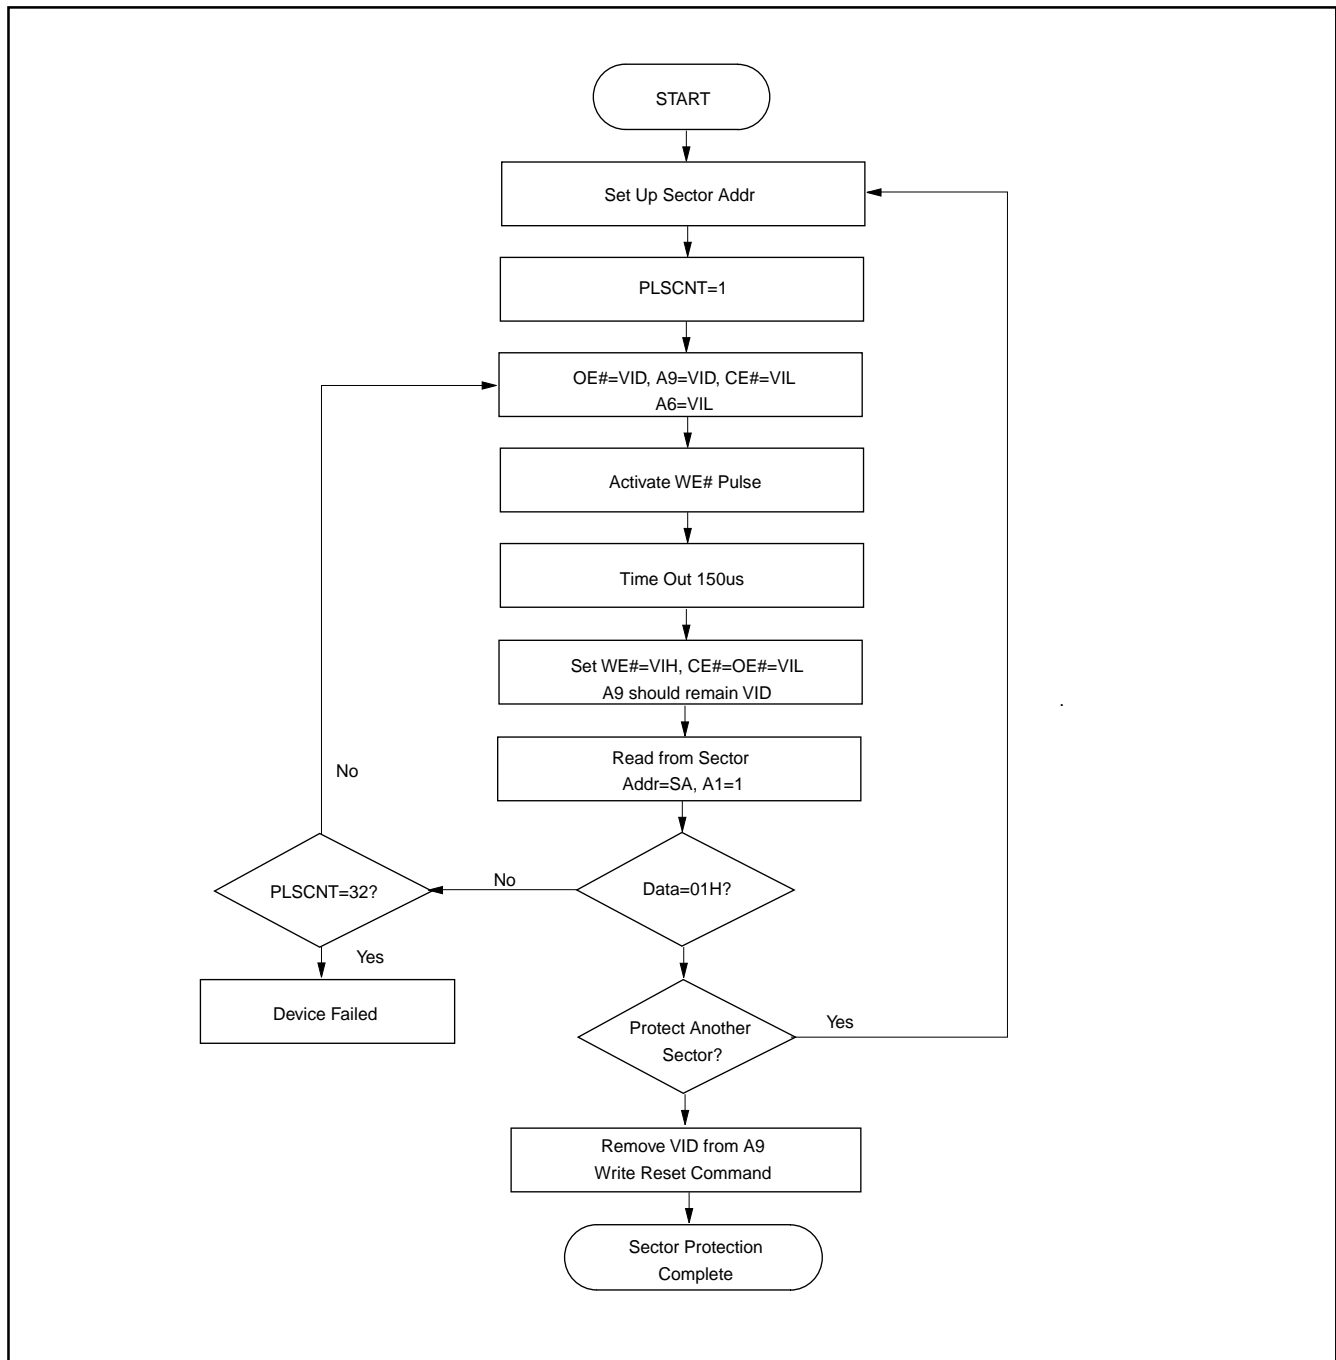 START
Set Up Sector Addr
PLSCNT=1
OE#=VID, A9=VID, CE#=VIL
A6=VIL
Activate WE# Pulse
Time Out 150us
Set WE#=VIH, CE#=OE#=VIL
A9 should remain VID
Read from Sector
Addr=SA, A1=1
No
PLSCNT=32?
No
Data=01H?
Yes
Device Failed
Protect Another
Sector?
Yes
Remove VID from A9
Write Reset Command
Sector Protection
Complete
.